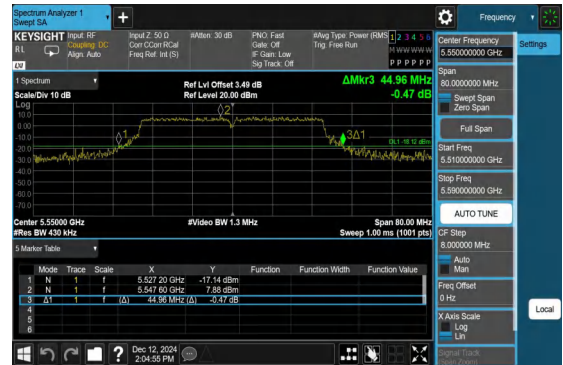 Spectrum Analyzer 1
Swept SA
+
Frequency
KEYSIGHT
RL
Input: RF
Coupling: DC
Align: Auto
Input Z: 50 Ω
Corr CCorr RCal
Freq Ref: Int (S)
#Atten: 30 dB
PNO: Fast
Gate: Off
IF Gain: Low
Sig Track: Off
#Avg Type: Power (RMS)
Trig: Free Run
1 2 3 4 5 6
M W W W W W
P P P P P P
1 Spectrum
Scale/Div 10 dB
Ref Lvl Offset 3.49 dB
Ref Level 20.00 dBm
ΔMkr3 44.96 MHz
-0.47 dB
Log
10.0
0.00
-10.0
-20.0
-30.0
-40.0
-50.0
-60.0
-70.0
1
2
3Δ1
DL1 -18.12 dBm
Center 5.55000 GHz
#Res BW 430 kHz
#Video BW 1.3 MHz
Span 80.00 MHz
Sweep 1.00 ms (1001 pts)
5 Marker Table
Mode Trace Scale X Y Function Function Width Function Value
1 N 1 f 5.527 20 GHz -17.14 dBm
2 N 1 f 5.547 60 GHz 7.88 dBm
3 Δ1 1 f (Δ) 44.96 MHz (Δ) -0.47 dB
4
5
6
Dec 12, 2024
2:04:55 PM
?
Center Frequency
5.550000000 GHz
Settings
Span
80.0000000 MHz
Swept Span
Zero Span
Full Span
Start Freq
5.510000000 GHz
Stop Freq
5.590000000 GHz
AUTO TUNE
CF Step
8.000000 MHz
Auto
Man
Freq Offset
0 Hz
X Axis Scale
Log
Lin
Local
Signal Track